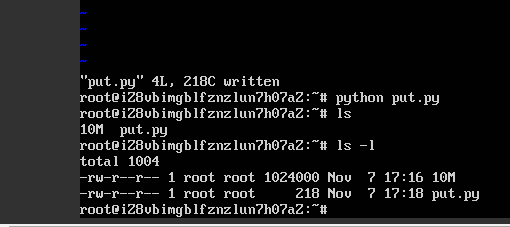 ~
~
~
~
"put.py" 4L, 218C written
root@iZ8vbimgblfznzlun7h07aZ:~# python put.py
root@iZ8vbimgblfznzlun7h07aZ:~# ls
10M  put.py
root@iZ8vbimgblfznzlun7h07aZ:~# ls -l
total 1004
-rw-r--r-- 1 root root 1024000 Nov  7 17:16 10M
-rw-r--r-- 1 root root     218 Nov  7 17:18 put.py
root@iZ8vbimgblfznzlun7h07aZ:~#